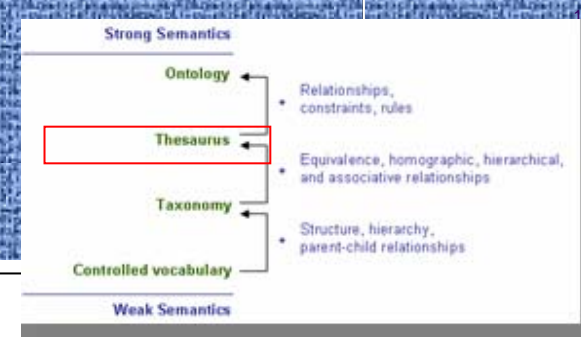 Strong Semantics
Ontology
• Relationships,
constraints, rules
Thesaurus
• Equivalence, homographic, hierarchical,
and associative relationships
Taxonomy
• Structure, hierarchy,
parent-child relationships
Controlled vocabulary
Weak Semantics